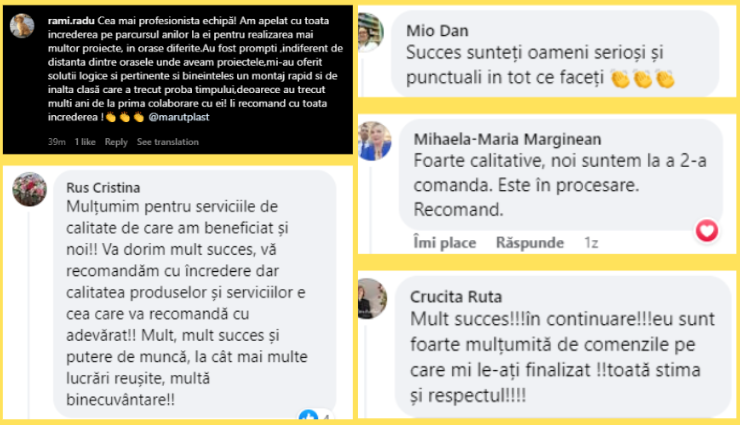 rami.radu Cea mai profesionista echipă! Am apelat cu toata
increderea pe parcursul anilor la ei pentru realizarea mai
multor proiecte, in orase diferite.Au fost prompti ,indiferent de
distanta dintre orasele unde aveam proiectele,mi-au oferit
solutii logice si pertinente si bineinteles un montaj rapid si de
inalta clasă care a trecut proba timpului,deoarece au trecut
multi ani de la prima colaborare cu ei! Ii recomand cu toata
increderea !👏👏👏 @marutplast
39m 1 like Reply See translation
Rus Cristina
Mulțumim pentru serviciile de
calitate de care am beneficiat și
noi!! Va dorim mult succes, vă
recomandăm cu încredere dar
calitatea produselor și serviciilor e
cea care va recomandă cu
adevărat!! Mult, mult succes și
putere de muncă, la cât mai multe
lucrări reușite, multă
binecuvântare!!
4
Mio Dan
Succes sunteți oameni serioși și
punctuali in tot ce faceți 👏👏👏
Mihaela-Maria Marginean
Foarte calitative, noi suntem la a 2-a
comanda. Este în procesare.
Recomand.
Îmi place Răspunde 1z
Crucita Ruta
Mult succes!!!în continuare!!!eu sunt
foarte mulțumită de comenzile pe
care mi le-ați finalizat !!toată stima
și respectul!!!!